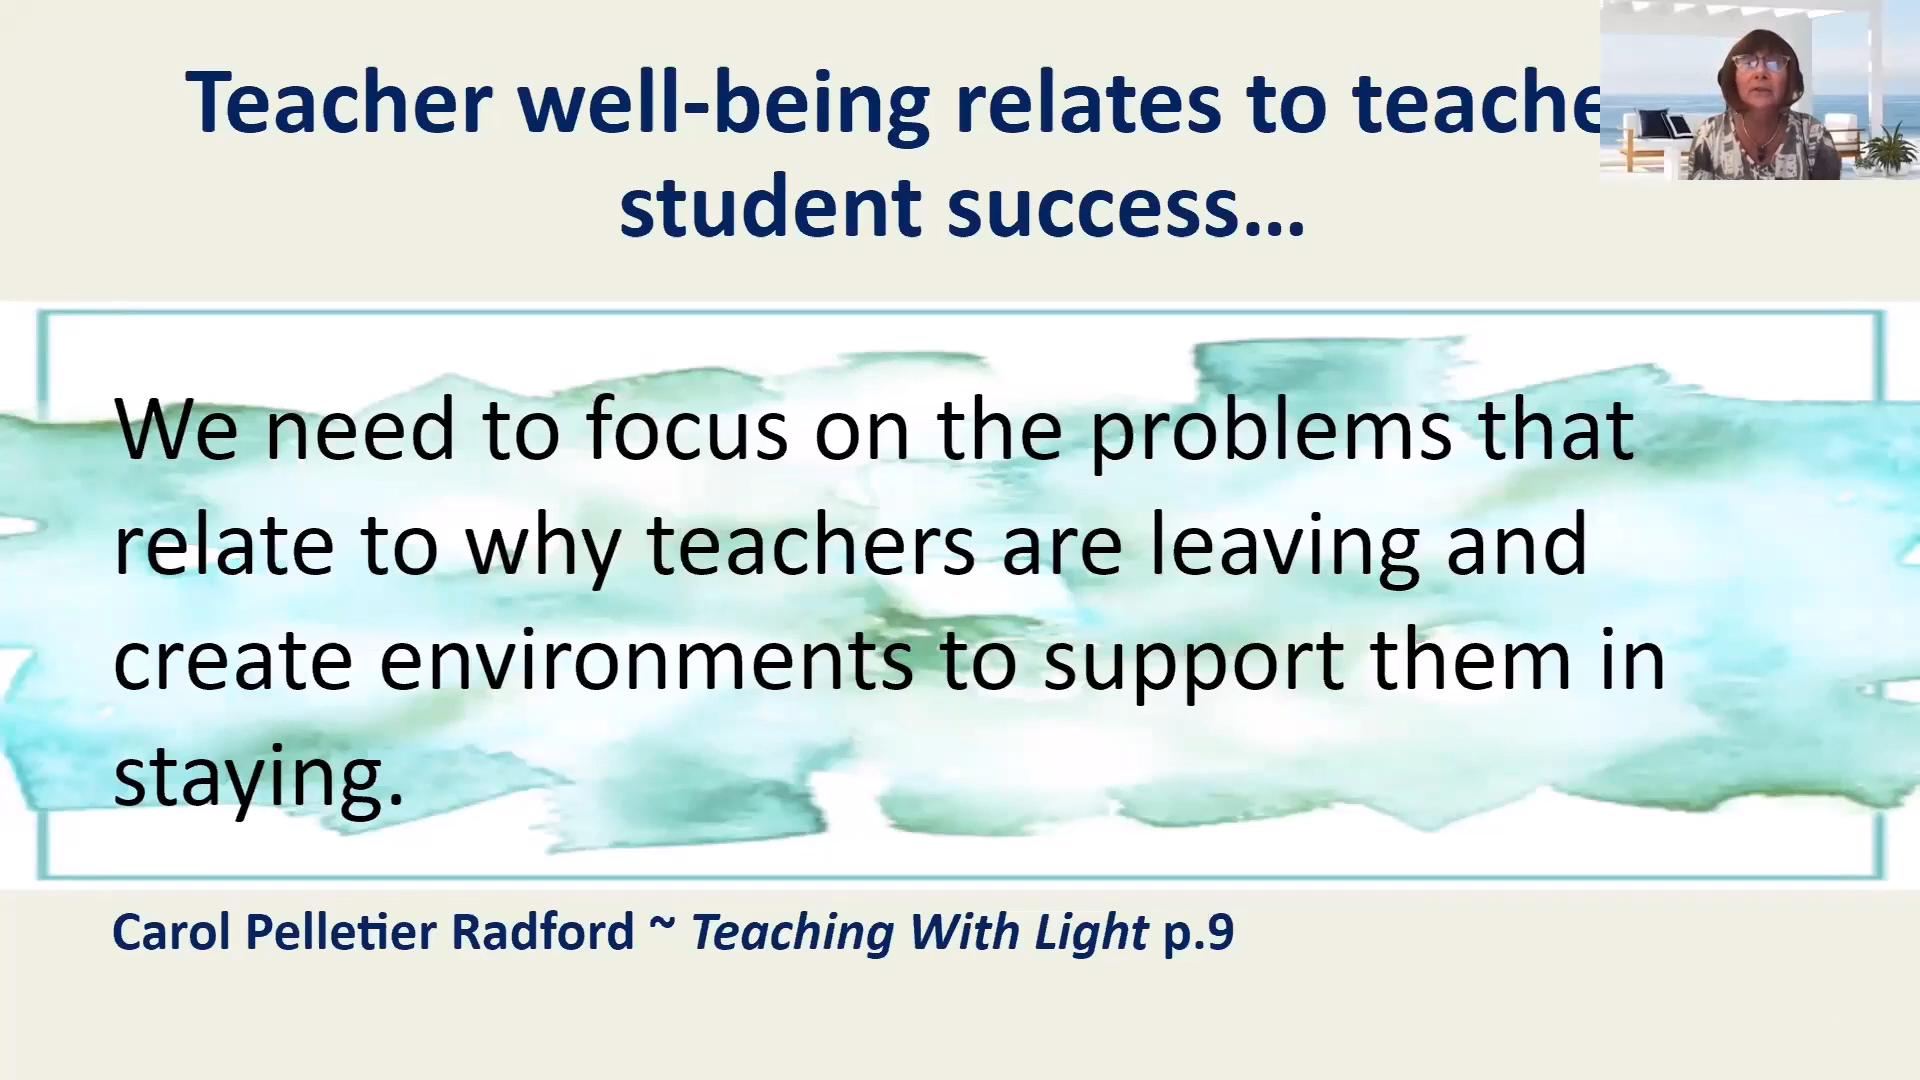 Teacher well-being relates to
student success...
We need to focus on the problems that
relate to why teachers are leaving and
create environments to support them in
staying.
Carol Pelletier Radford ~ Teaching With Light p.9